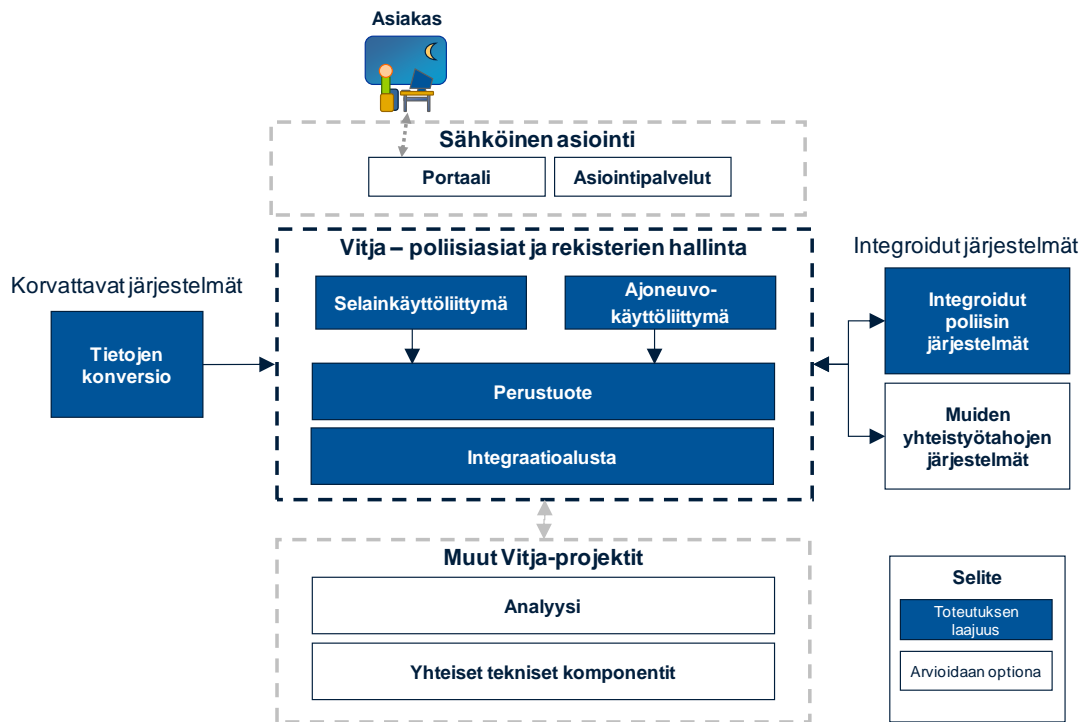 Asiakas
Sähköinen asiointi
Portaali
Asiointipalvelut
Vitja – poliisiasiat ja rekisterien hallinta
Selainkäyttöliittymä
Ajoneuvo-
käyttöliittymä
Perustuote
Integraatioalusta
Korvattavat järjestelmät
Tietojen
konversio
Integroidut järjestelmät
Integroidut
poliisin
järjestelmät
Muiden
yhteistyötahojen
järjestelmät
Muut Vitja-projektit
Analyysi
Yhteiset tekniset komponentit
Selite
Toteutuksen
laajuus
Arvioidaan optiona